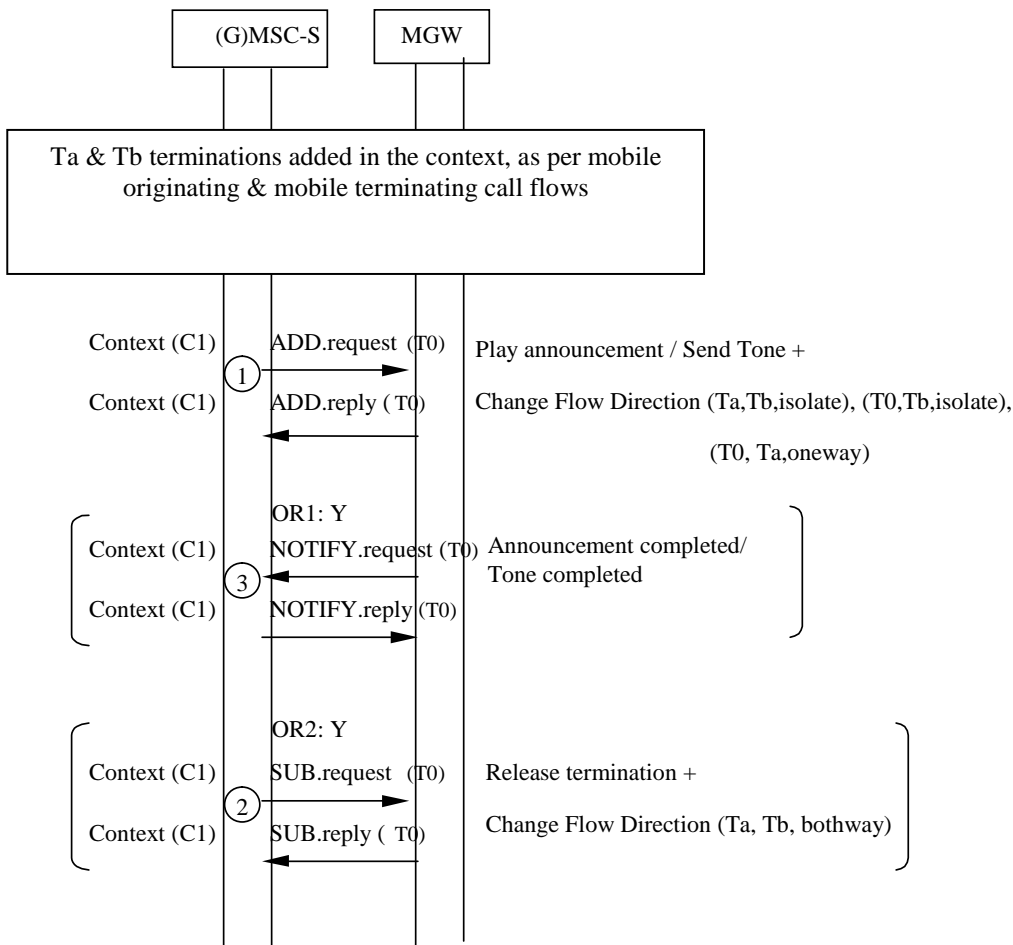 (G)MSC-S
MGW
Ta & Tb terminations added in the context, as per mobile
originating & mobile terminating call flows
Context (C1)
ADD.request (T0)
Play announcement / Send Tone +
1
Context (C1)
ADD.reply ( T0)
Change Flow Direction (Ta,Tb,isolate), (T0,Tb,isolate),
(T0, Ta,oneway)
OR1: Y
Context (C1)
NOTIFY.request (T0)
Announcement completed/
Tone completed
3
Context (C1)
NOTIFY.reply (T0)
OR2: Y
Context (C1)
SUB.request (T0)
Release termination +
2
Context (C1)
SUB.reply ( T0)
Change Flow Direction (Ta, Tb, bothway)